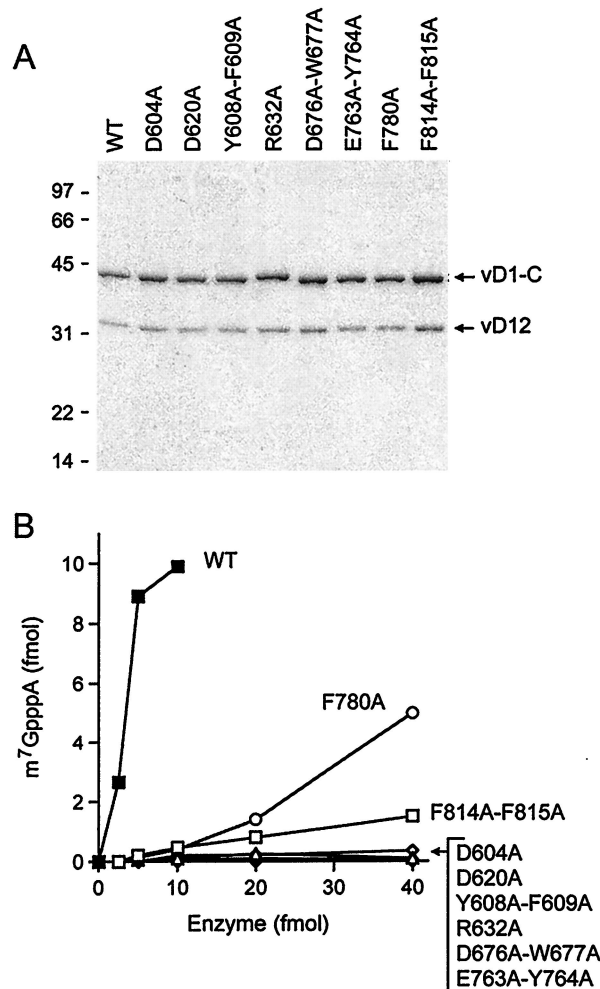 A
WT
D604A
D620A
Y608A-F609A
R632A
D676A-W677A
E763A-Y764A
F780A
F814A-F815A
97 -
66 -
45 -
31 -
22 -
14 -
vD1-C
vD12
B
10
8
6
4
2
0
m7GpppA (fmol)
WT
F780A
F814A-F815A
D604A
D620A
Y608A-F609A
R632A
D676A-W677A
E763A-Y764A
0 10 20 30 40
Enzyme (fmol)